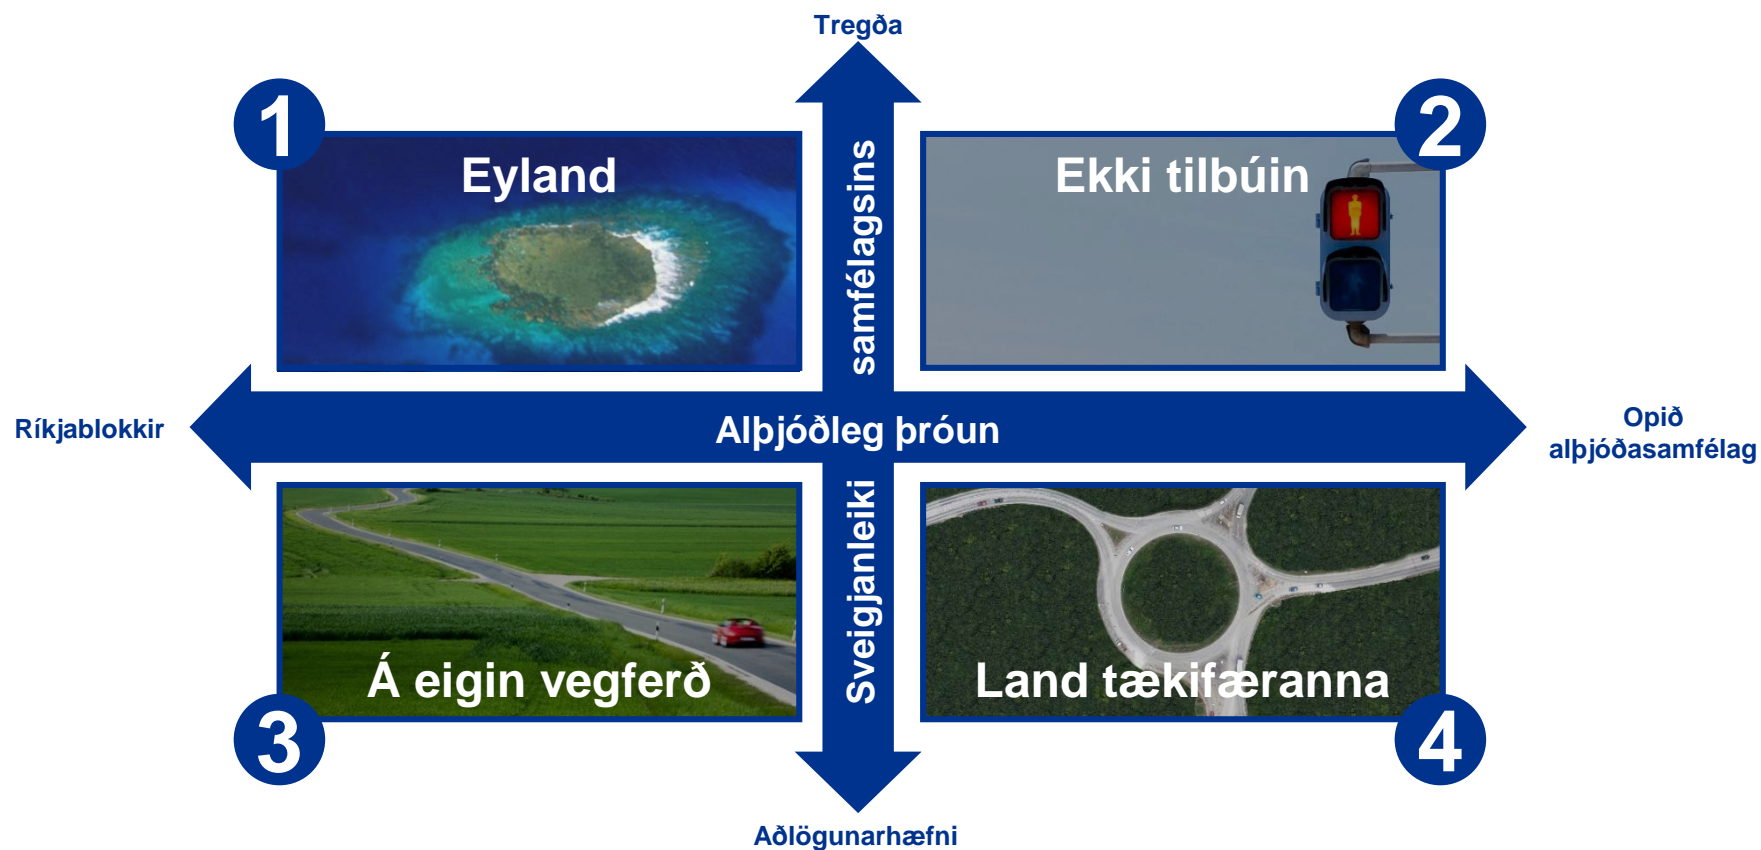 Tregða
1
2
Eyland
Ekki tilbúin
Sveigjanleiki samfélagsins
Ríkjablokkir
Alþjóðleg þróun
Opið
alþjóðasamfélag
Á eigin vegferð
Land tækifæranna
3
4
Aðlögunarhæfni